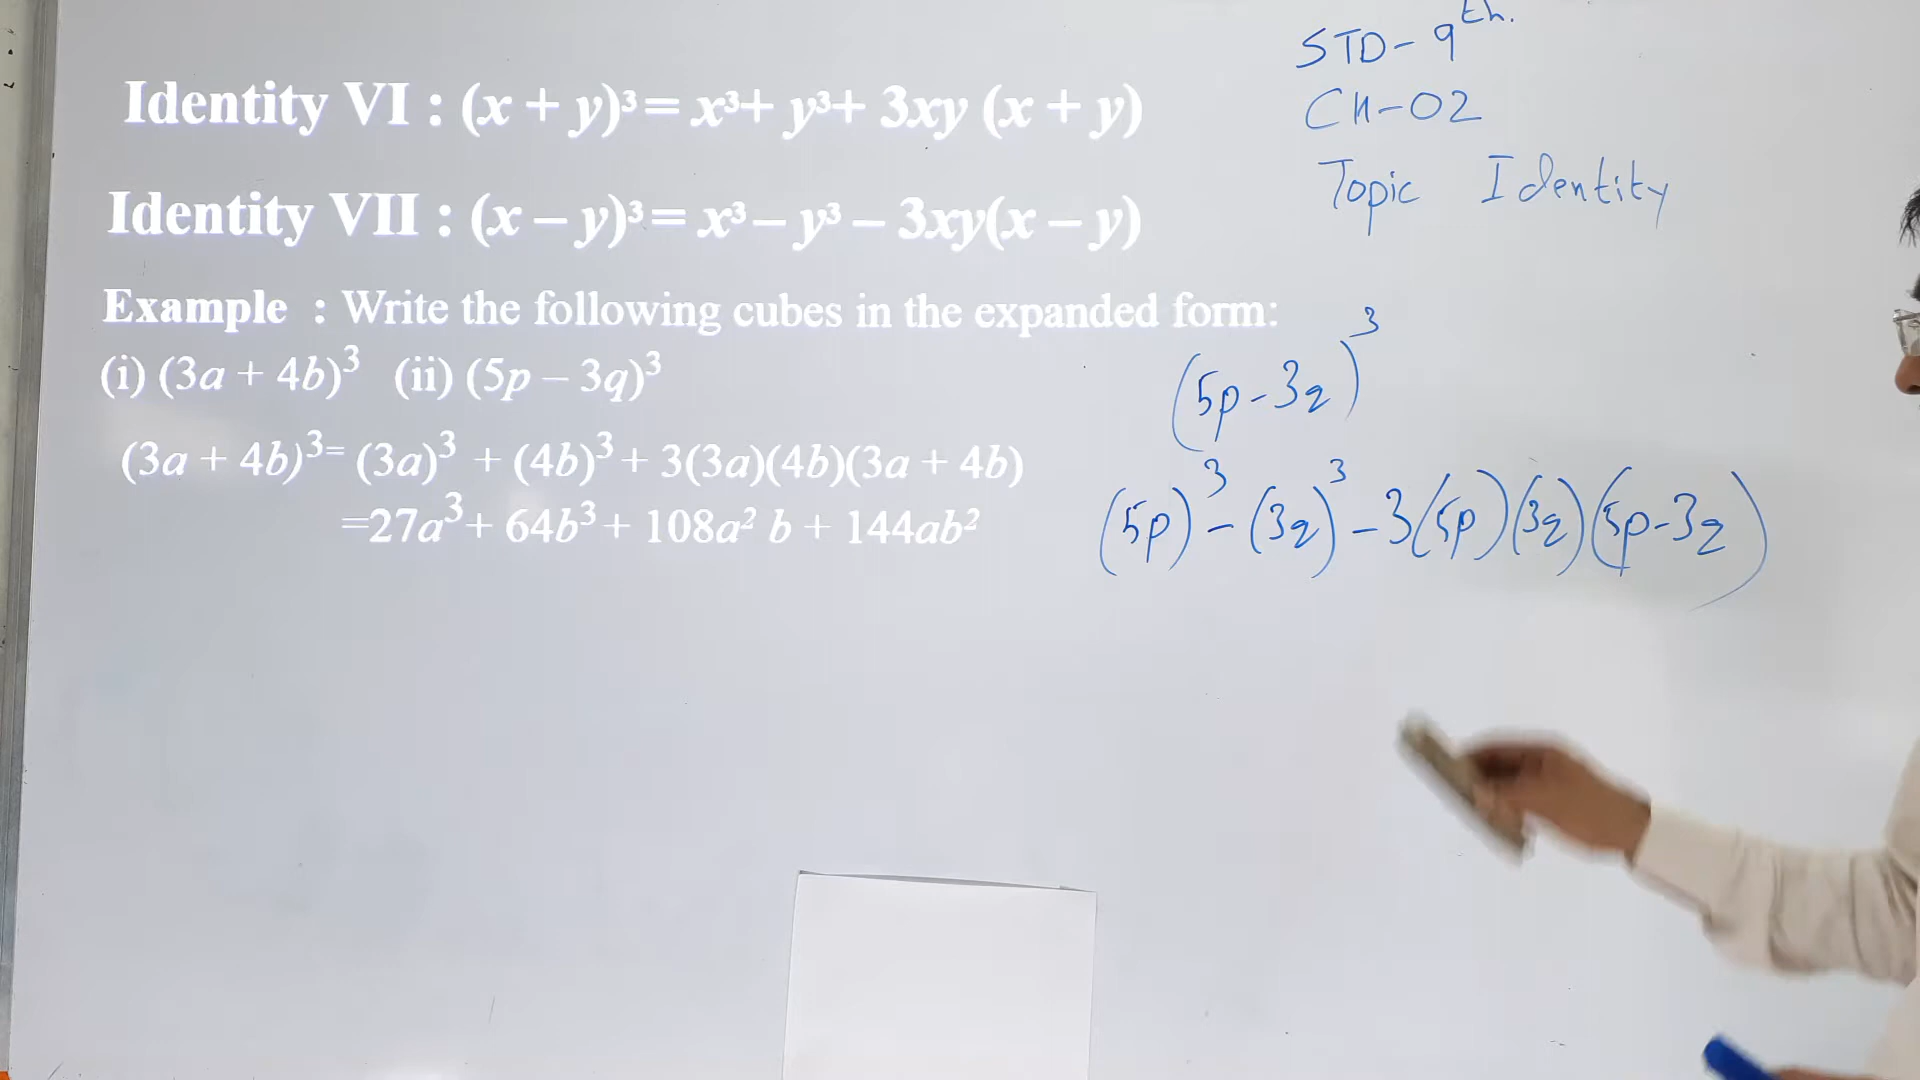 STD - 9th.
CH-02
Topic Identity
Identity VI : (x + y)³ = x³ + y³ + 3xy (x + y)
Identity VII : (x – y)³ = x³ – y³ – 3xy(x – y)
Example : Write the following cubes in the expanded form:
(i) (3a + 4b)³ (ii) (5p – 3q)³
(3a + 4b)³= (3a)³ + (4b)³ + 3(3a)(4b)(3a + 4b)
=27a³ + 64b³ + 108a² b + 144ab²
(5p-3q)³
(5p)³ - (3q)³ - 3(5p)(3q)(5p-3q)